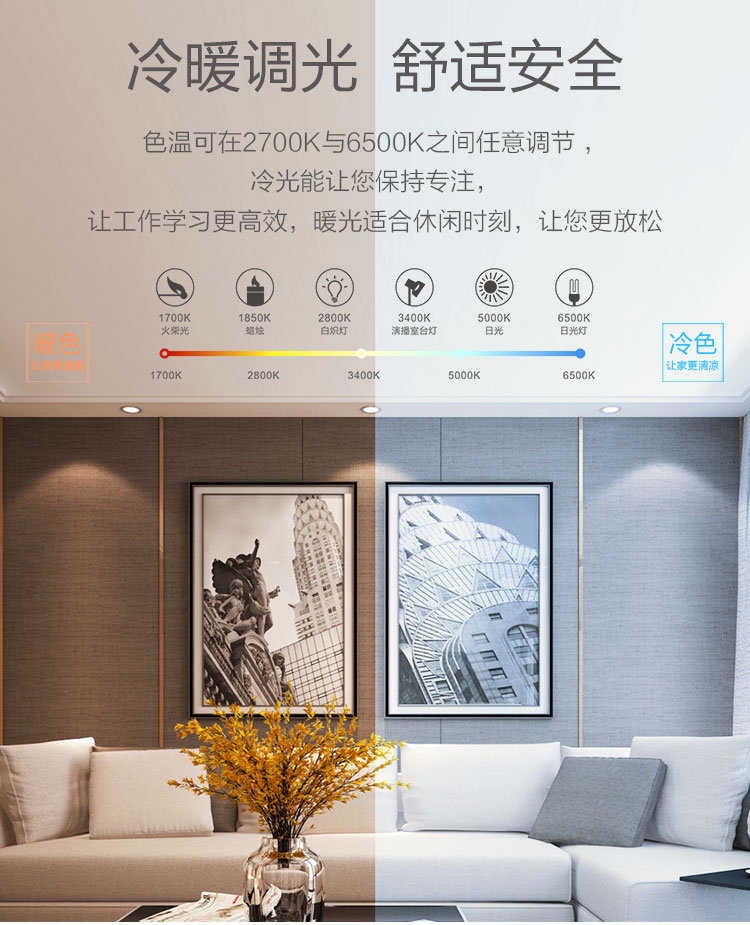 冷暖调光 舒适安全
色温可在2700K与6500K之间任意调节，
冷光能让您保持专注，
让工作学习更高效，暖光适合休闲时刻，让您更放松
1700K 1850K 2800K 3400K 5000K 6500K
火柴光 蜡烛 白炽灯 演播室台灯 日光 日光灯
暖色
冷色
让家更清凉
1700K 2800K 3400K 5000K 6500K